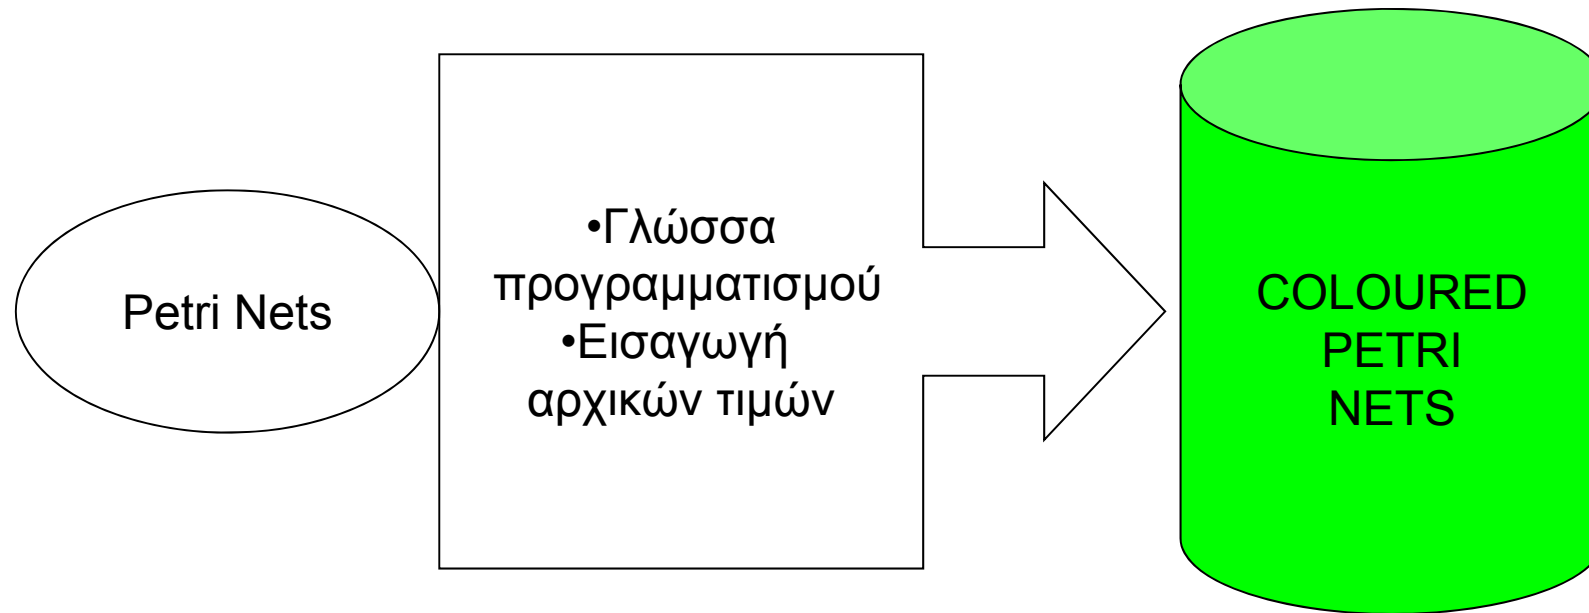 Petri Nets
•Γλώσσα
προγραμματισμού
•Εισαγωγή
αρχικών τιμών
COLOURED
PETRI
NETS